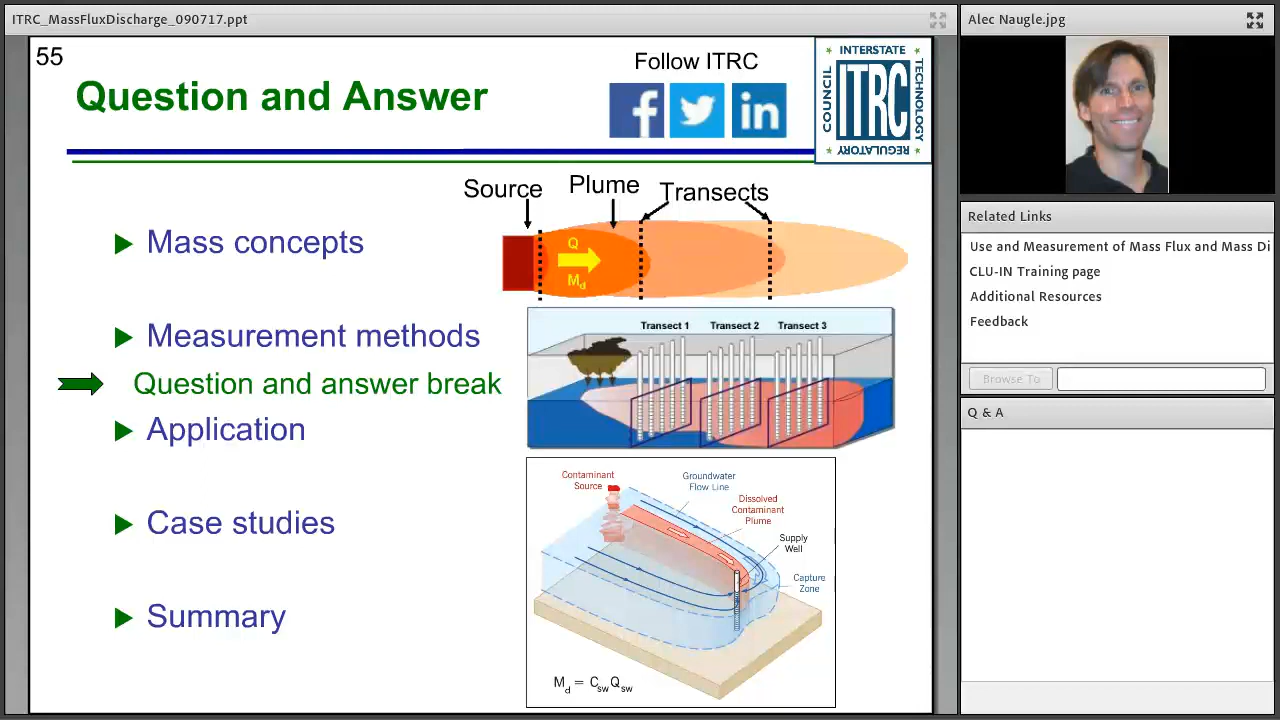 ITRC_MassFluxDischarge_090717.ppt
55
Question and Answer
Follow ITRC
INTERSTATE
COUNCIL
ITRC
TECHNOLOGY
REGULATORY
Source
Plume
Transects
Q
Md
Mass concepts
Measurement methods
Question and answer break
Application
Case studies
Summary
Transect 1
Transect 2
Transect 3
Contaminant
Source
Groundwater
Flow Line
Dissolved
Contaminant
Plume
Supply
Well
Capture
Zone
Md = CswQsw
Alec Naugle.jpg
Related Links
Use and Measurement of Mass Flux and Mass Di
CLU-IN Training page
Additional Resources
Feedback
Browse To
Q & A